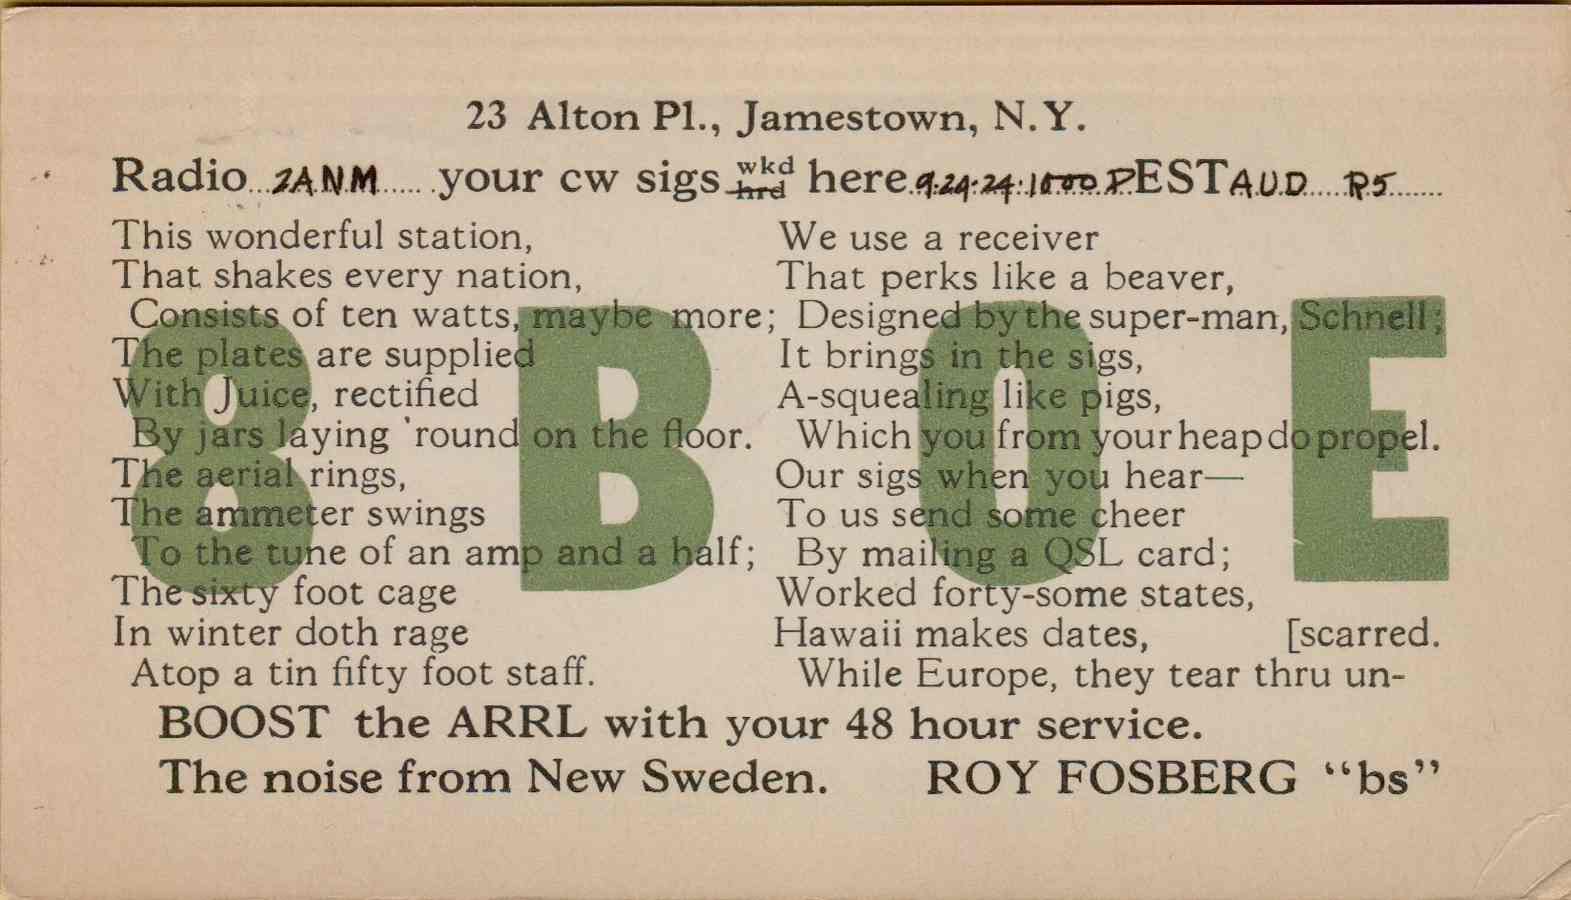 23 Alton Pl., Jamestown, N.Y.
Radio 2ANM your cw sigs wkd hrd here P EST AUD R5
8 B O E
This wonderful station,
That shakes every nation,
Consists of ten watts, maybe more;
The plates are supplied
With Juice, rectified
By jars laying 'round on the floor.
The aerial rings,
The ammeter swings
To the tune of an amp and a half;
The sixty foot cage
In winter doth rage
Atop a tin fifty foot staff.
We use a receiver
That perks like a beaver,
Designed by the super-man, Schnell;
It brings in the sigs,
A-squealing like pigs,
Which you from your heap do propel.
Our sigs when you hear—
To us send some cheer
By mailing a QSL card;
Worked forty-some states,
Hawaii makes dates, [scarred.
While Europe, they tear thru un-
BOOST the ARRL with your 48 hour service.
The noise from New Sweden. ROY FOSBERG “bs”